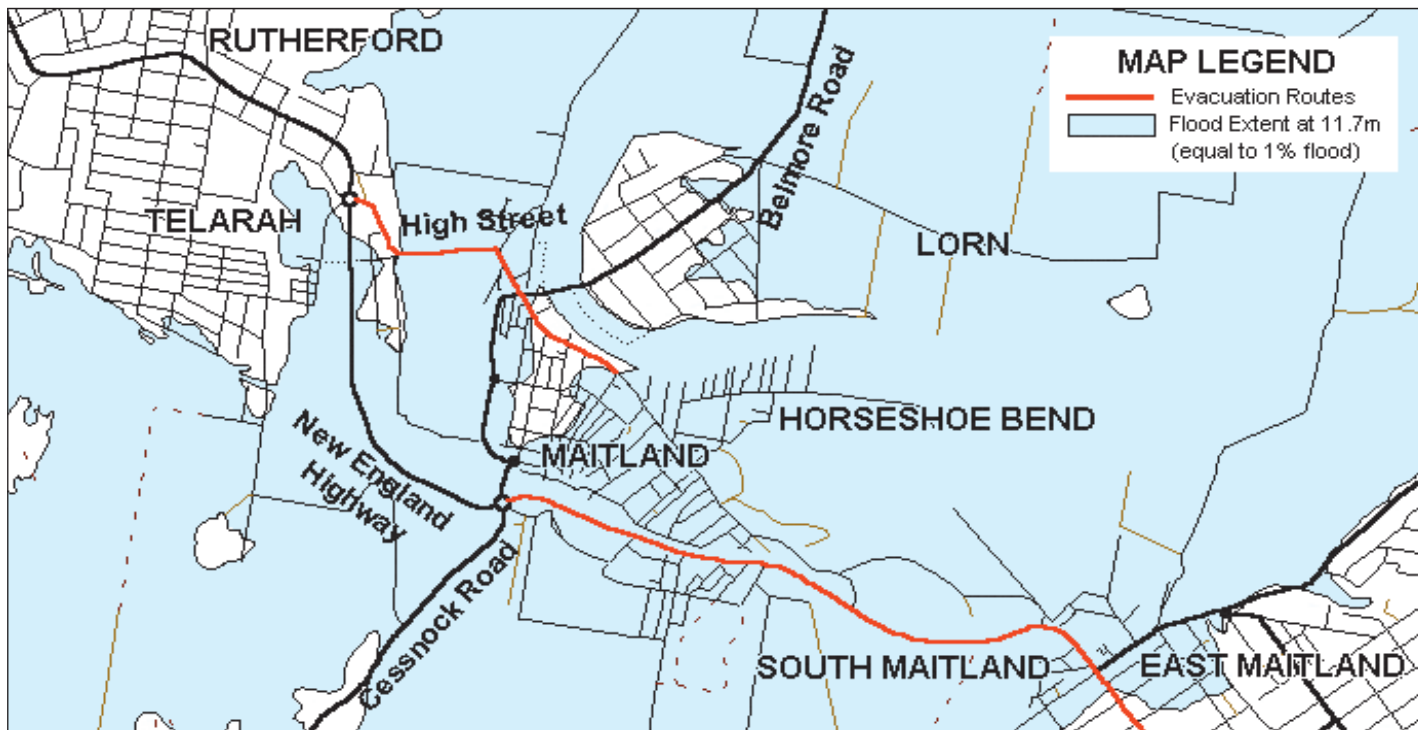 RUTHERFORD
MAP LEGEND
Evacuation Routes
Flood Extent at 11.7m
(equal to 1% flood)
Belmore Road
TELARAH
High Street
LORN
HORSESHOE BEND
MAITLAND
New England
Highway
Cessnock Road
SOUTH MAITLAND
EAST MAITLAND